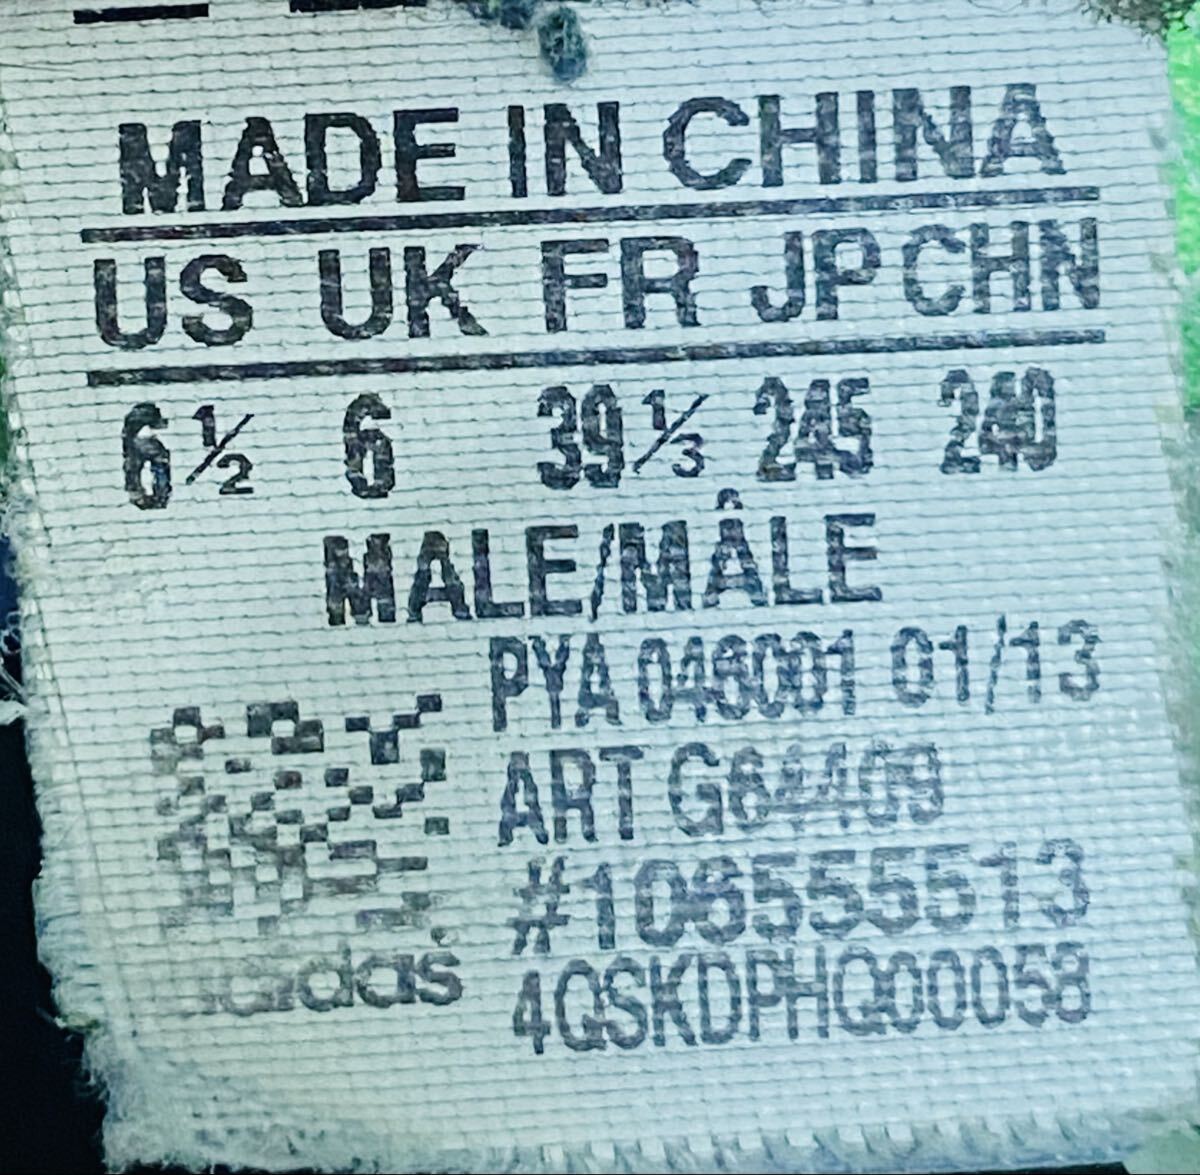 MADE IN CHINA
US UK FR JP CHN
6½ 6 39⅓ 245 240
MALE/MÂLE
PYA 046001 01/13
ART G64409
#106555513
adidas
4QSKDPHQ00058